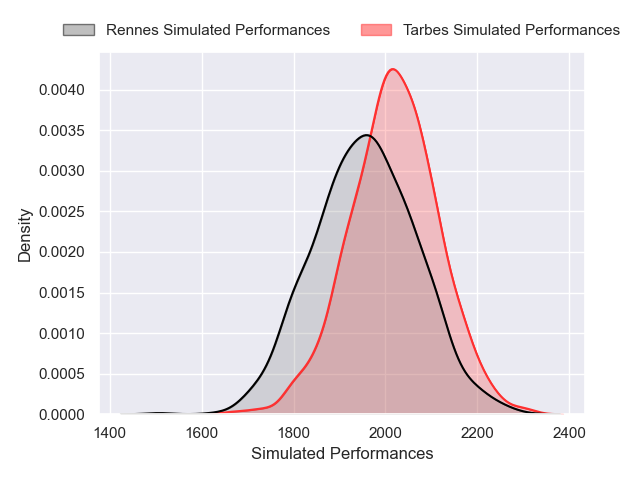 Rennes Simulated Performances
Tarbes Simulated Performances
0.0040
0.0035
0.0030
0.0025
0.0020
0.0015
0.0010
0.0005
0.0000
Density
1400 1600 1800 2000 2200 2400
Simulated Performances